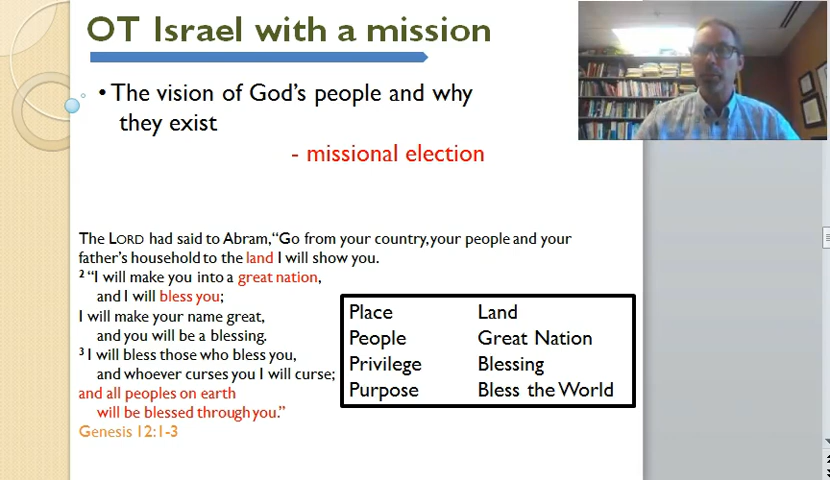 OT Israel with a mission
• The vision of God's people and why
they exist
- missional election
The LORD had said to Abram, “Go from your country, your people and your
father's household to the land I will show you.
2 “I will make you into a great nation,
and I will bless you;
I will make your name great,
and you will be a blessing.
3 I will bless those who bless you,
and whoever curses you I will curse;
and all peoples on earth
will be blessed through you.”
Genesis 12:1-3
Place Land
People Great Nation
Privilege Blessing
Purpose Bless the World